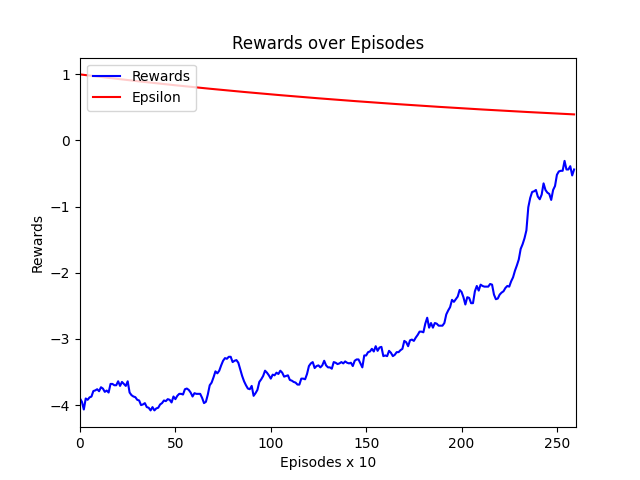 Rewards over Episodes
Rewards
Epsilon
1
0
−1
−2
−3
−4
Rewards
0 50 100 150 200 250
Episodes x 10